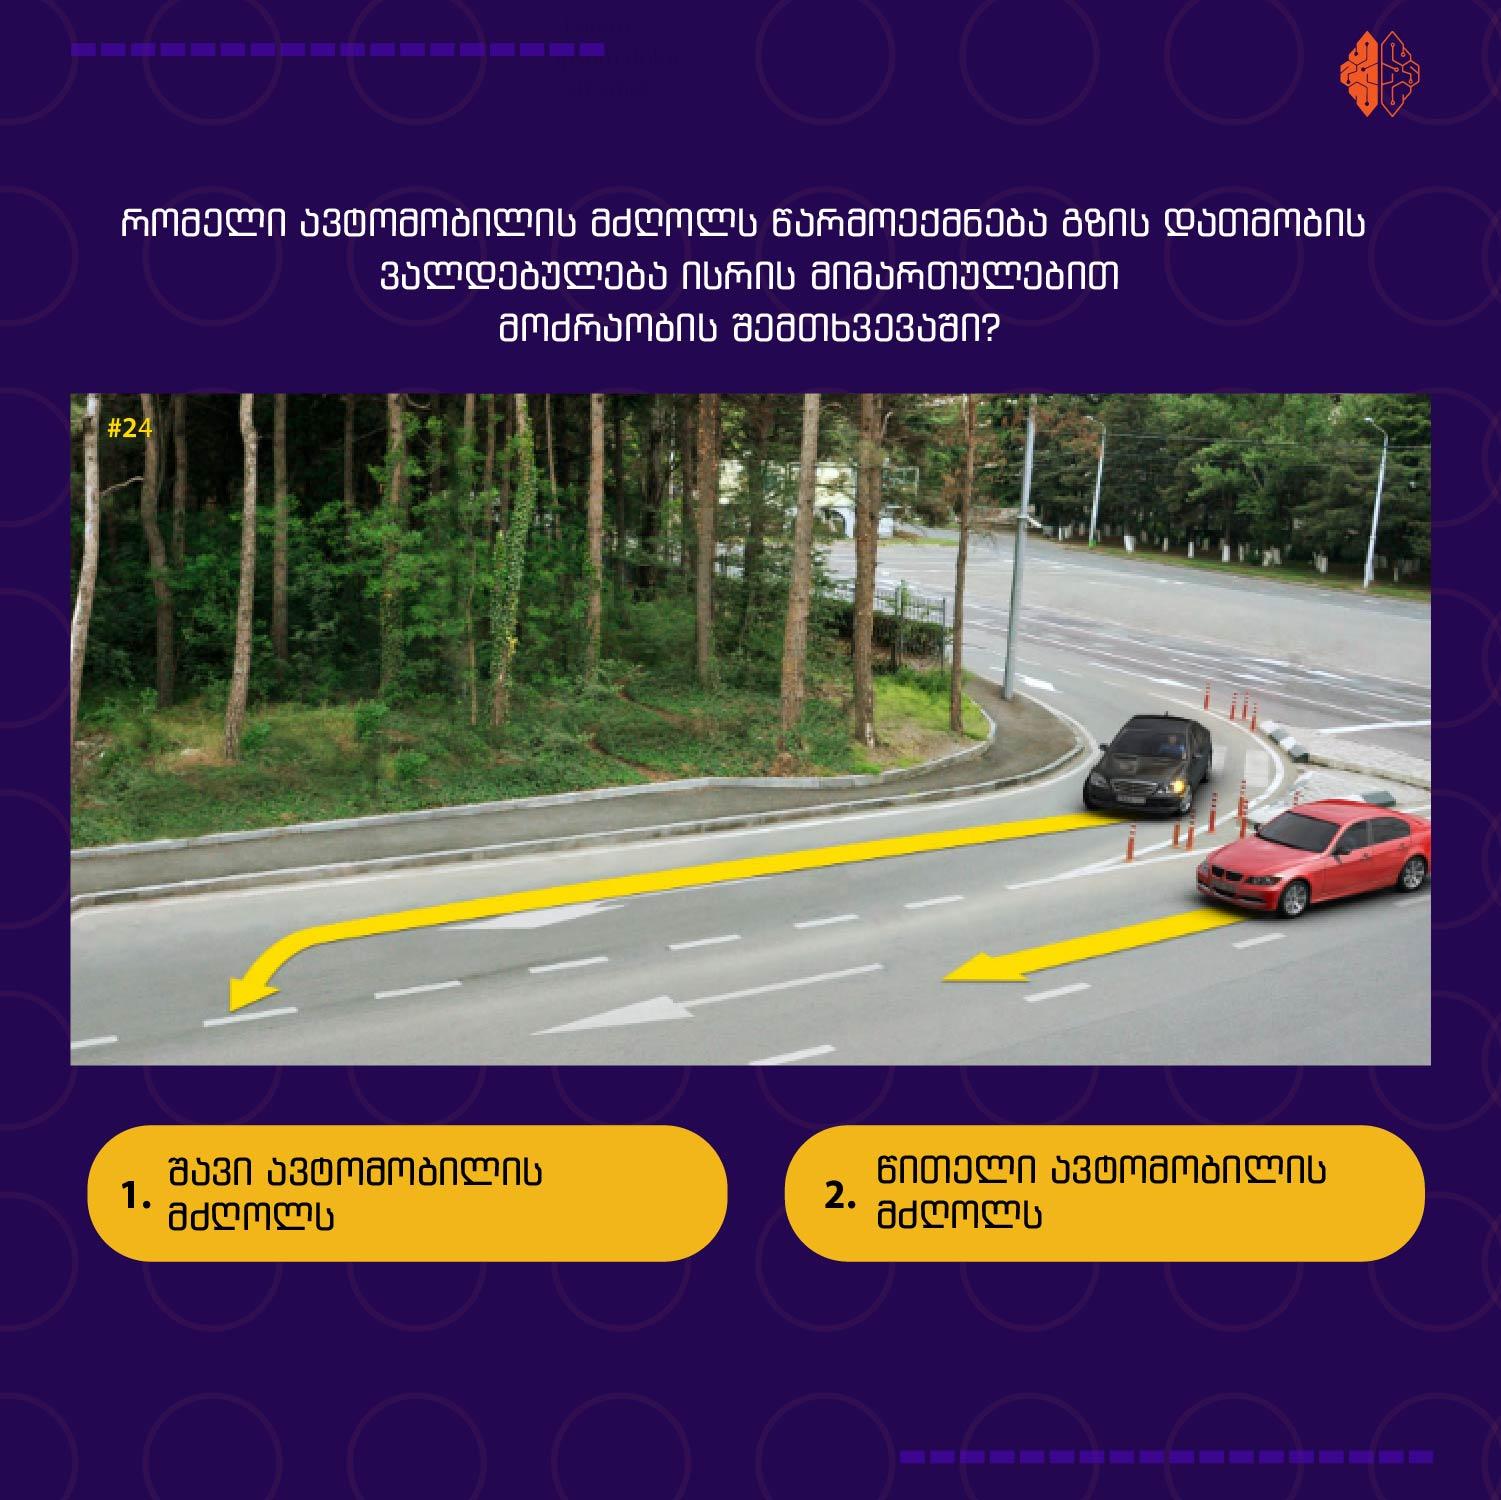 რომელი ავტომობილის მძღოლს წარმოექმნება გზის დათმობის
ვალდებულება ისრის მიმართულებით
მოძრაობის შემთხვევაში?
#24
1. შავი ავტომობილის
მძღოლს
2. წითელი ავტომობილის
მძღოლს